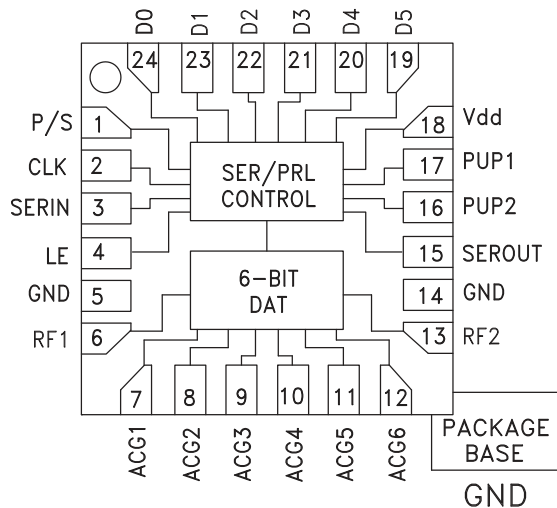 D0 D1 D2 D3 D4 D5
24 23 22 21 20 19
P/S 1 18 Vdd
CLK 2 17 PUP1
SERIN 3 16 PUP2
LE 4 15 SEROUT
GND 5 14 GND
RF1 6 13 RF2
SER/PRL
CONTROL
6-BIT
DAT
7 8 9 10 11 12
ACG1 ACG2 ACG3 ACG4 ACG5 ACG6
PACKAGE
BASE
GND